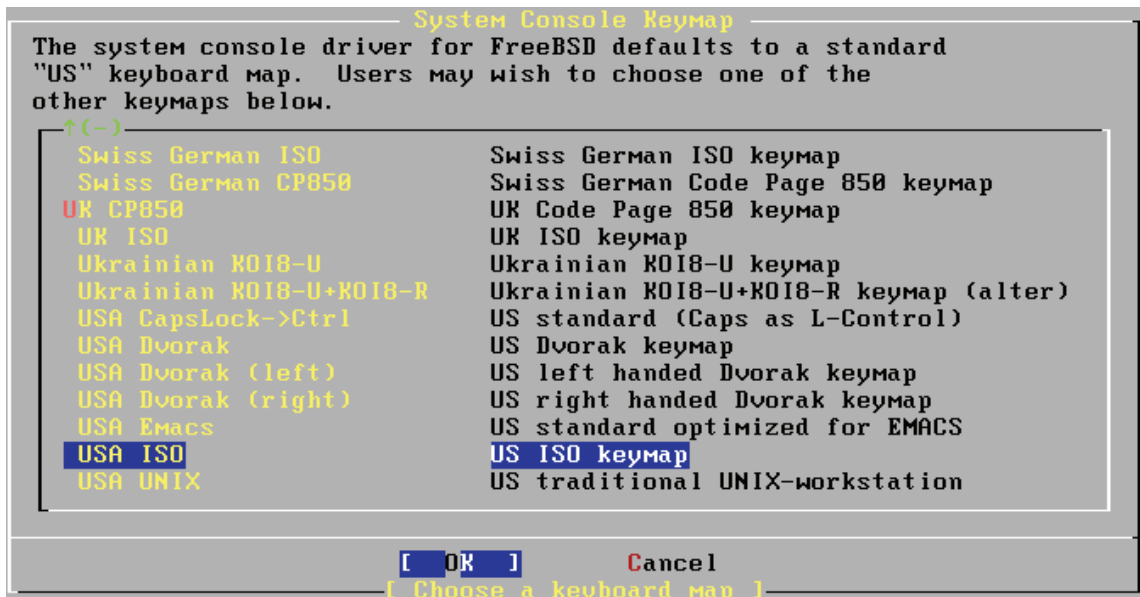 System Console Keymap
The system console driver for FreeBSD defaults to a standard
"US" keyboard map.  Users may wish to choose one of the
other keymaps below.
↑(-)
Swiss German ISO Swiss German ISO keymap
Swiss German CP850 Swiss German Code Page 850 keymap
UK CP850 UK Code Page 850 keymap
UK ISO UK ISO keymap
Ukrainian KOI8-U Ukrainian KOI8-U keymap
Ukrainian KOI8-U+KOI8-R Ukrainian KOI8-U+KOI8-R keymap (alter)
USA CapsLock->Ctrl US standard (Caps as L-Control)
USA Dvorak US Dvorak keymap
USA Dvorak (left) US left handed Dvorak keymap
USA Dvorak (right) US right handed Dvorak keymap
USA Emacs US standard optimized for EMACS
USA ISO US ISO keymap
USA UNIX US traditional UNIX-workstation
[ OK ] Cancel
[ Choose a keyboard map ]